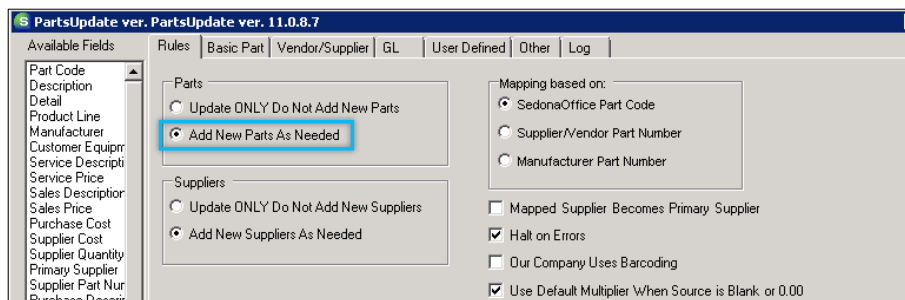 S PartsUpdate ver. PartsUpdate ver. 11.0.8.7
Available Fields
Rules Basic Part Vendor/Supplier GL User Defined Other Log
Part Code
Description
Detail
Product Line
Manufacturer
Customer Equipm
Service Descripti
Service Price
Sales Description
Sales Price
Purchase Cost
Supplier Cost
Supplier Quantity
Primary Supplier
Supplier Part Nur
Parts
Update ONLY Do Not Add New Parts
Add New Parts As Needed
Suppliers
Update ONLY Do Not Add New Suppliers
Add New Suppliers As Needed
Mapping based on:
SedonaOffice Part Code
Supplier/Vendor Part Number
Manufacturer Part Number
Mapped Supplier Becomes Primary Supplier
Halt on Errors
Our Company Uses Barcoding
Use Default Multiplier When Source is Blank or 0.00